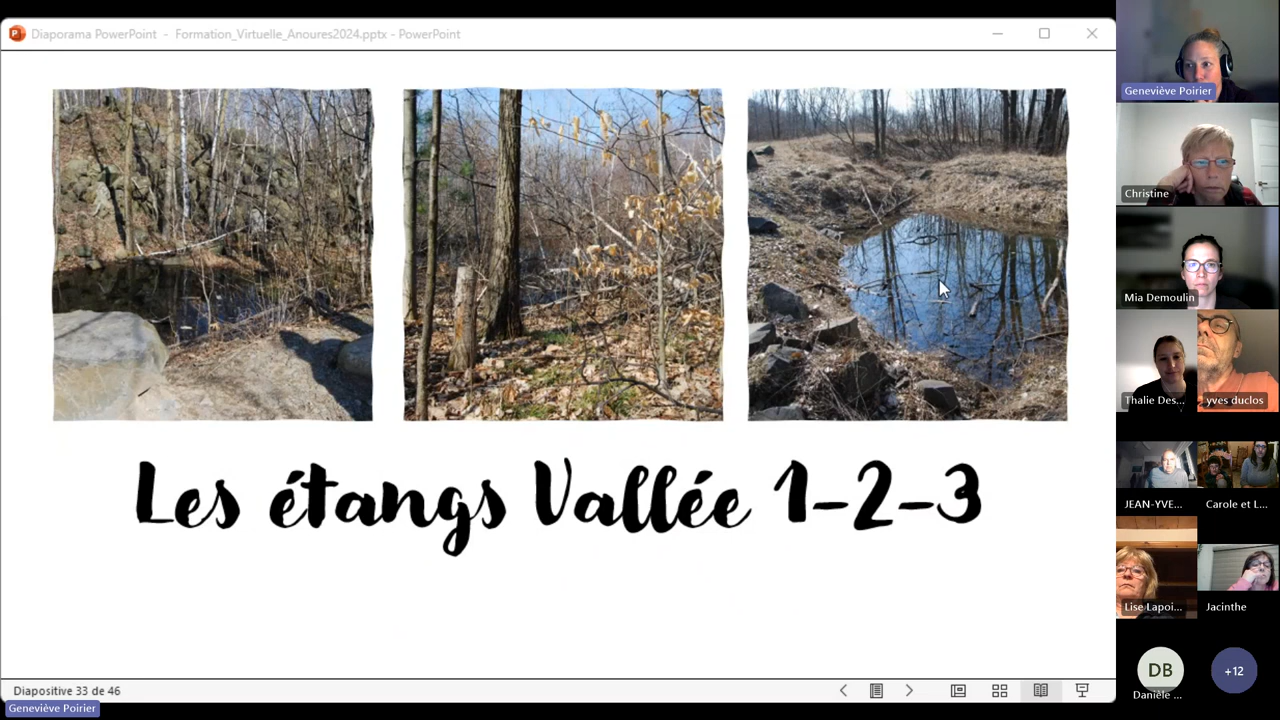 Diaporama PowerPoint - Formation_Virtuelle_Anoures2024.pptx - PowerPoint
Les étangs Vallée 1-2-3
Diapositive 33 de 46
Geneviève Poirier
Geneviève Poirier
Christine
Mia Demoulin
Thalie Des...
yves duclos
JEAN-YVE...
Carole et L...
Lise Lapoi...
Jacinthe
DB
Danièle ...
+12